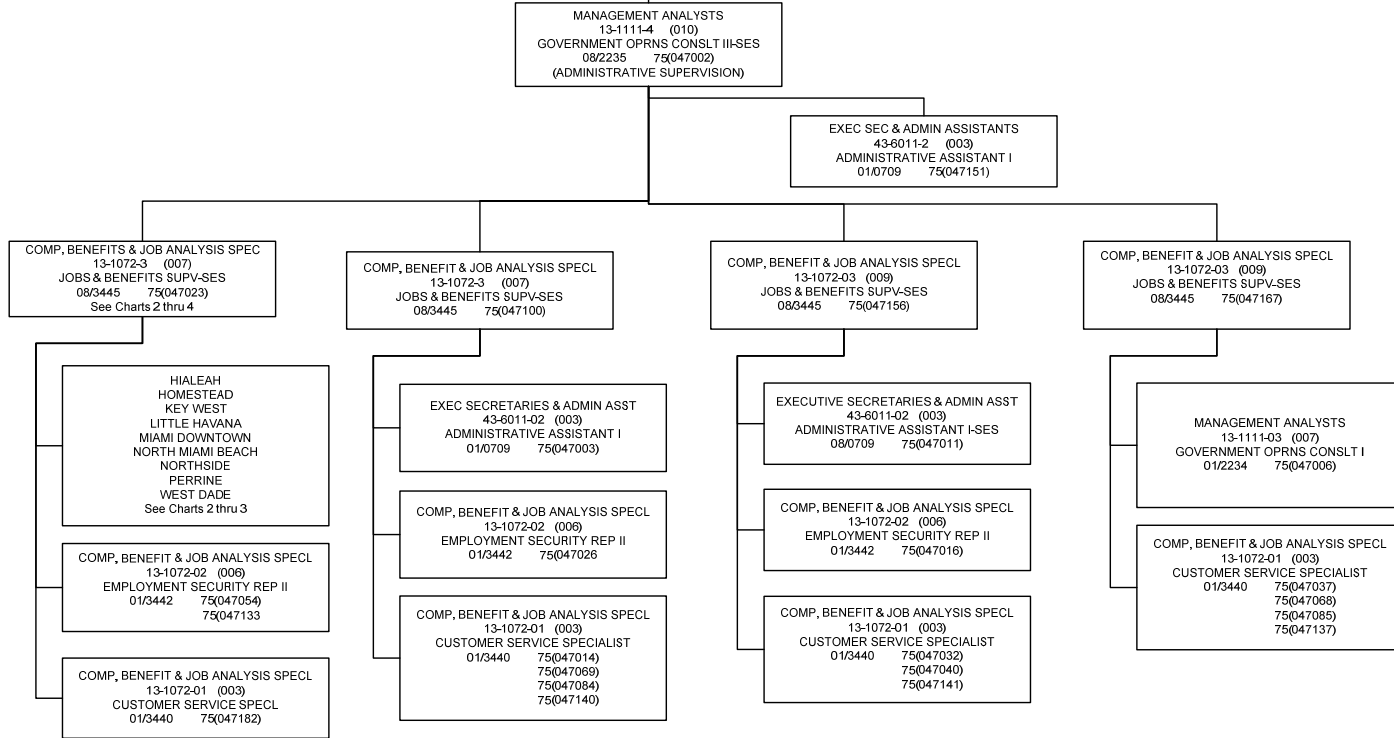 MANAGEMENT ANALYSTS
13-1111-4 (010)
GOVERNMENT OPRNS CONSLT III-SES
08/2235 75(047002)
(ADMINISTRATIVE SUPERVISION)
EXEC SEC & ADMIN ASSISTANTS
43-6011-2 (003)
ADMINISTRATIVE ASSISTANT I
01/0709 75(047151)
COMP, BENEFITS & JOB ANALYSIS SPEC
13-1072-3 (007)
JOBS & BENEFITS SUPV-SES
08/3445 75(047023)
See Charts 2 thru 4
HIALEAH
HOMESTEAD
KEY WEST
LITTLE HAVANA
MIAMI DOWNTOWN
NORTH MIAMI BEACH
NORTHSIDE
PERRINE
WEST DADE
See Charts 2 thru 3
COMP, BENEFIT & JOB ANALYSIS SPECL
13-1072-02 (006)
EMPLOYMENT SECURITY REP II
01/3442 75(047054)
75(047133
COMP, BENEFIT & JOB ANALYSIS SPECL
13-1072-01 (003)
CUSTOMER SERVICE SPECL
01/3440 75(047182)
COMP, BENEFIT & JOB ANALYSIS SPECL
13-1072-3 (007)
JOBS & BENEFITS SUPV-SES
08/3445 75(047100)
EXEC SECRETARIES & ADMIN ASST
43-6011-02 (003)
ADMINISTRATIVE ASSISTANT I
01/0709 75(047003)
COMP, BENEFIT & JOB ANALYSIS SPECL
13-1072-02 (006)
EMPLOYMENT SECURITY REP II
01/3442 75(047026
COMP, BENEFIT & JOB ANALYSIS SPECL
13-1072-01 (003)
CUSTOMER SERVICE SPECIALIST
01/3440 75(047014)
75(047069)
75(047084)
75(047140)
COMP, BENEFIT & JOB ANALYSIS SPECL
13-1072-03 (009)
JOBS & BENEFITS SUPV-SES
08/3445 75(047156)
EXECUTIVE SECRETARIES & ADMN ASST
43-6011-02 (003)
ADMINISTRATIVE ASSISTANT I-SES
08/0709 75(047011)
COMP, BENEFIT & JOB ANALYSIS SPECL
13-1072-02 (006)
EMPLOYMENT SECURITY REP II
01/3442 75(047016)
COMP, BENEFIT & JOB ANALYSIS SPECL
13-1072-01 (003)
CUSTOMER SERVICE SPECIALIST
01/3440 75(047032)
75(047040)
75(047141)
COMP, BENEFIT & JOB ANALYSIS SPECL
13-1072-03 (009)
JOBS & BENEFITS SUPV-SES
08/3445 75(047167)
MANAGEMENT ANALYSTS
13-1111-03 (007)
GOVERNMENT OPRNS CONSLT I
01/2234 75(047006)
COMP, BENEFIT & JOB ANALYSIS SPECL
13-1072-01 (003)
CUSTOMER SERVICE SPECIALIST
01/3440 75(047037)
75(047068)
75(047085)
75(047137)